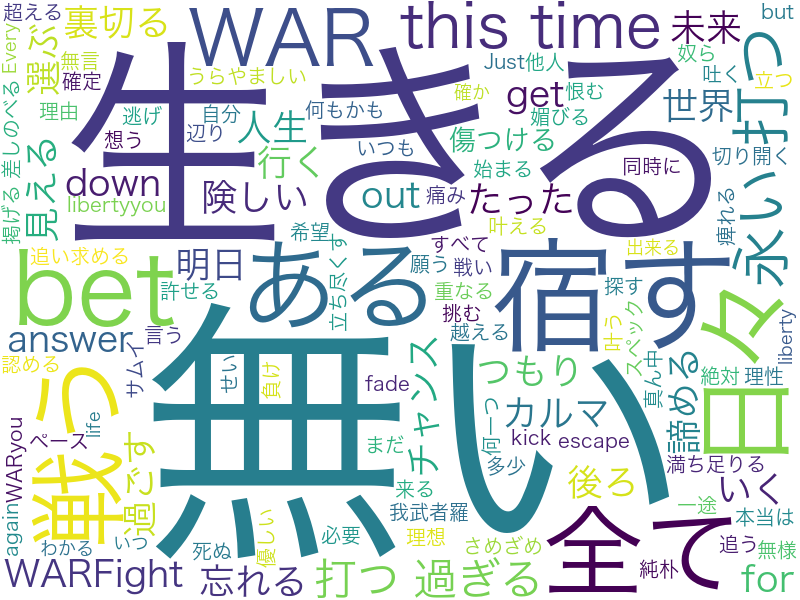 超える
裏切る
WAR
this time
未来
but
Every
選ぶ
無言
確定
うらやましい
Just他人
奴ら
吐く
立つ
差しのべる
理由
逃げ
自分
何もかも
確か
get
恨む
世界
打つ
生きる
想う
辺り
人生
いつも
媚びる
傷つける
切り開く
掲げる
見える
down
険しい
行く
out
痛み
始まる
たった
同時に
永い
痺れる
libertyyou
希望
叶える
追い求める
明日
ある
立ち尽くす
すべて
願う
戦い
宿す
出来る
bet
許せる
重なる
挑む
探す
日々
liberty
answer
サムイ
言う
越える
叶う
スペック
認める
せい
負け
チャンス
つもり
真ん中
諦める
絶対
理性
戦う
fade
カルマ
無い
WARyou
ペース
life
過ごす
まだ
何一つ
kick
escape
満ち足りる
来る
多少
後ろ
いく
again
我武者羅
一途
本当は
わかる
いつ
死ぬ
優しい
必要
理想
さめざめ
全て
追う
無様
WARFight
忘れる
打つ
過ぎる
純朴
for